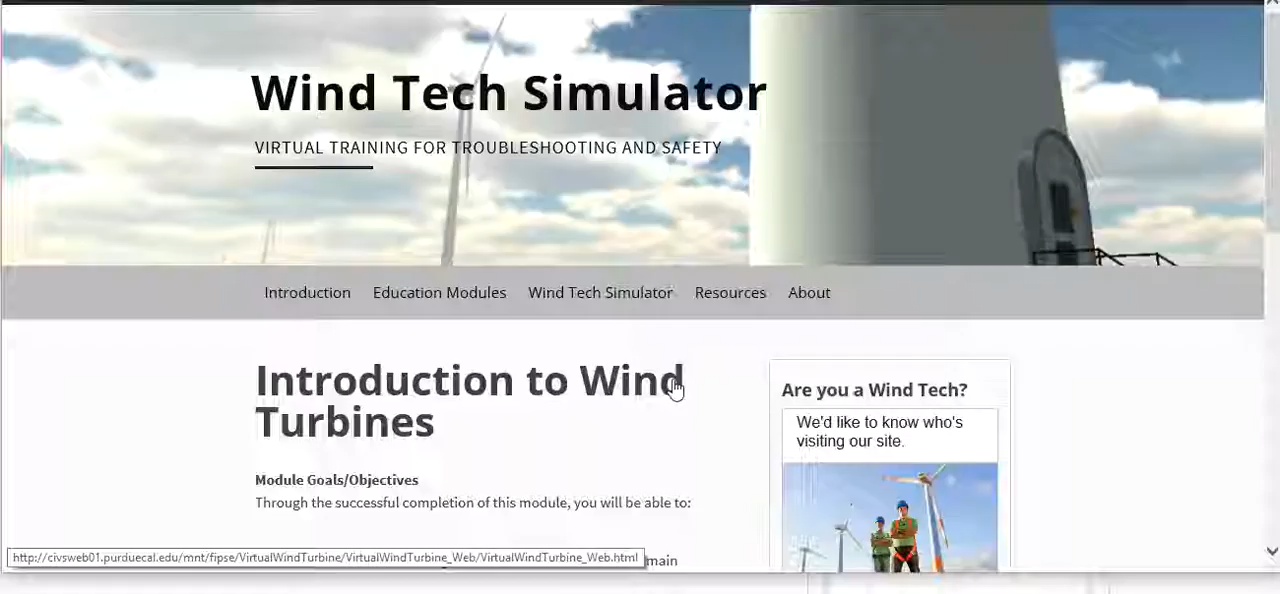 Wind Tech Simulator
VIRTUAL TRAINING FOR TROUBLESHOOTING AND SAFETY
Introduction Education Modules Wind Tech Simulator Resources About
Introduction to Wind
Turbines
Module Goals/Objectives
Through the successful completion of this module, you will be able to:
Are you a Wind Tech?
We'd like to know who's
visiting our site.
http://civsweb01.purduecal.edu/mnt/fipse/VirtualWindTurbine/VirtualWindTurbine_Web/VirtualWindTurbine_Web.html
main